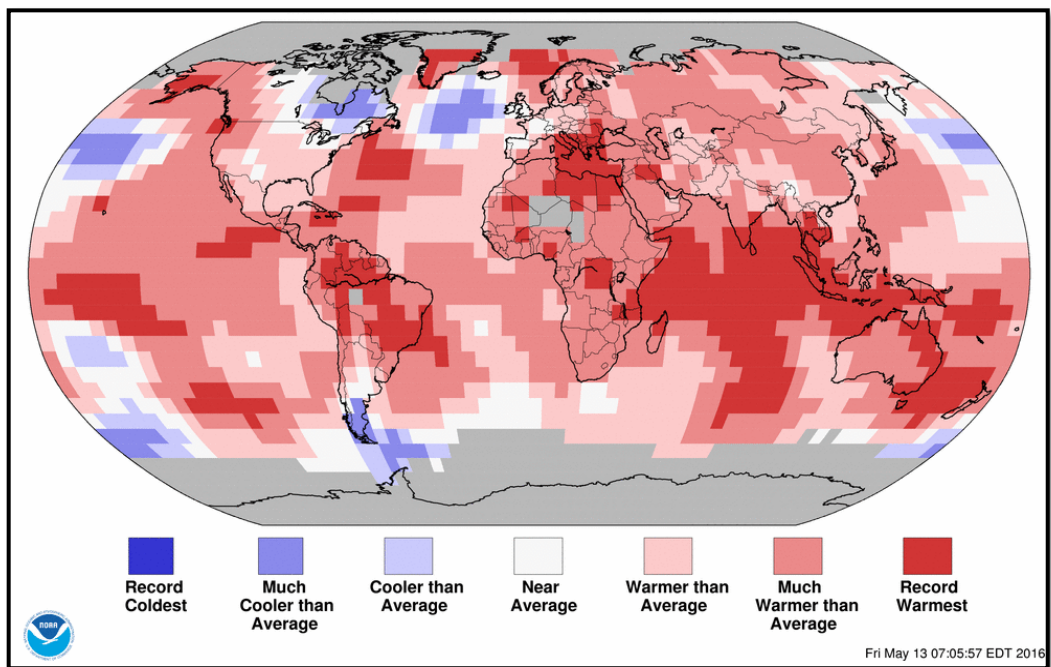 Record
Coldest
Much
Cooler than
Average
Cooler than
Average
Near
Average
Warmer than
Average
Much
Warmer than
Average
Record
Warmest
NOAA
Fri May 13 07:05:57 EDT 2016